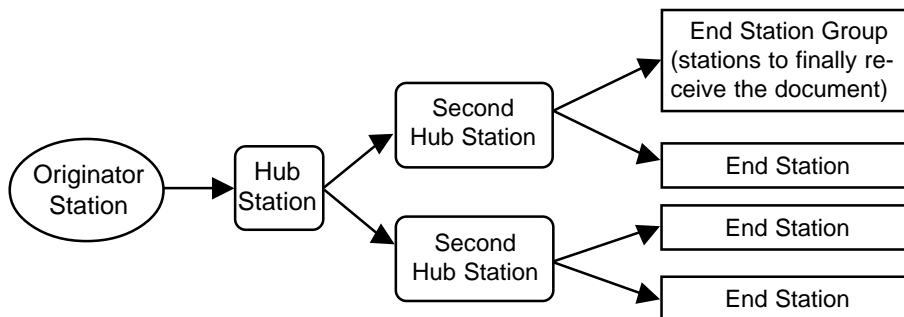 Originator
Station
Hub
Station
Second
Hub Station
Second
Hub Station
End Station Group
(stations to finally re-
ceive the document)
End Station
End Station
End Station